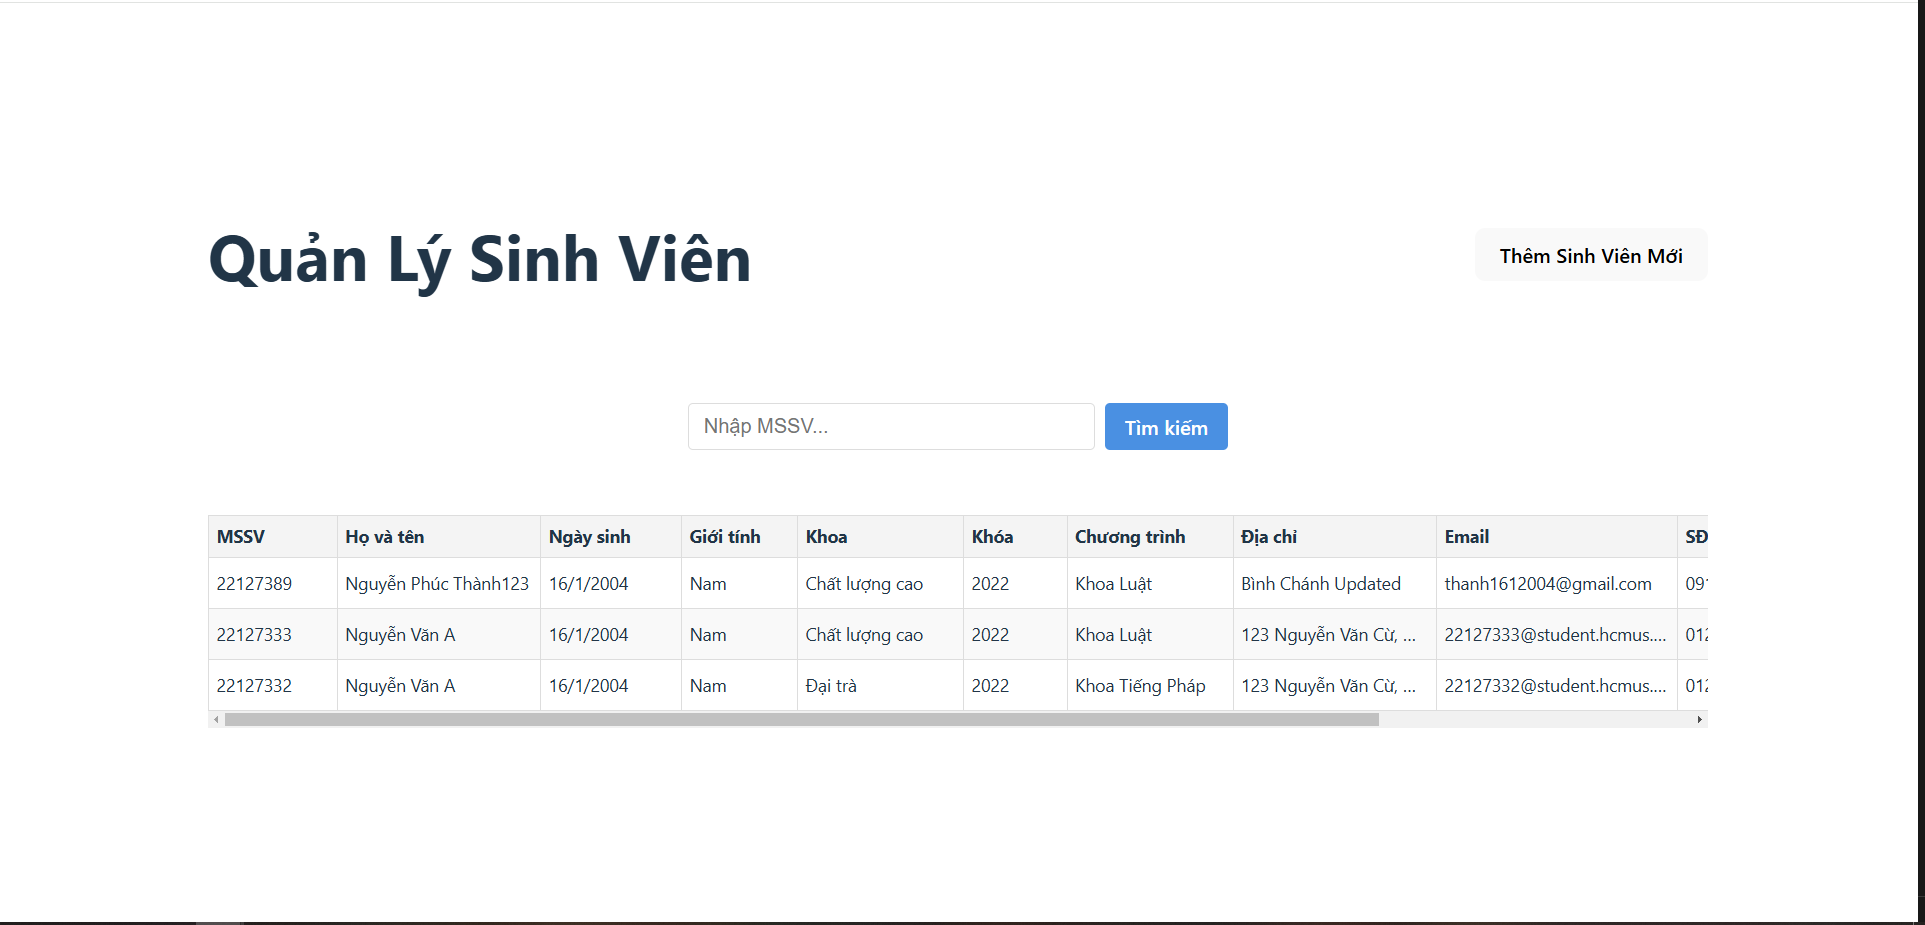 Quản Lý Sinh Viên
Thêm Sinh Viên Mới
Nhập MSSV...
Tìm kiếm
MSSV Họ và tên Ngày sinh Giới tính Khoa Khóa Chương trình Địa chỉ Email SĐ
22127389 Nguyễn Phúc Thành123 16/1/2004 Nam Chất lượng cao 2022 Khoa Luật Bình Chánh Updated thanh1612004@gmail.com 09
22127333 Nguyễn Văn A 16/1/2004 Nam Chất lượng cao 2022 Khoa Luật 123 Nguyễn Văn Cừ, ... 22127333@student.hcmus.... 012
22127332 Nguyễn Văn A 16/1/2004 Nam Đại trà 2022 Khoa Tiếng Pháp 123 Nguyễn Văn Cừ, ... 22127332@student.hcmus.... 012